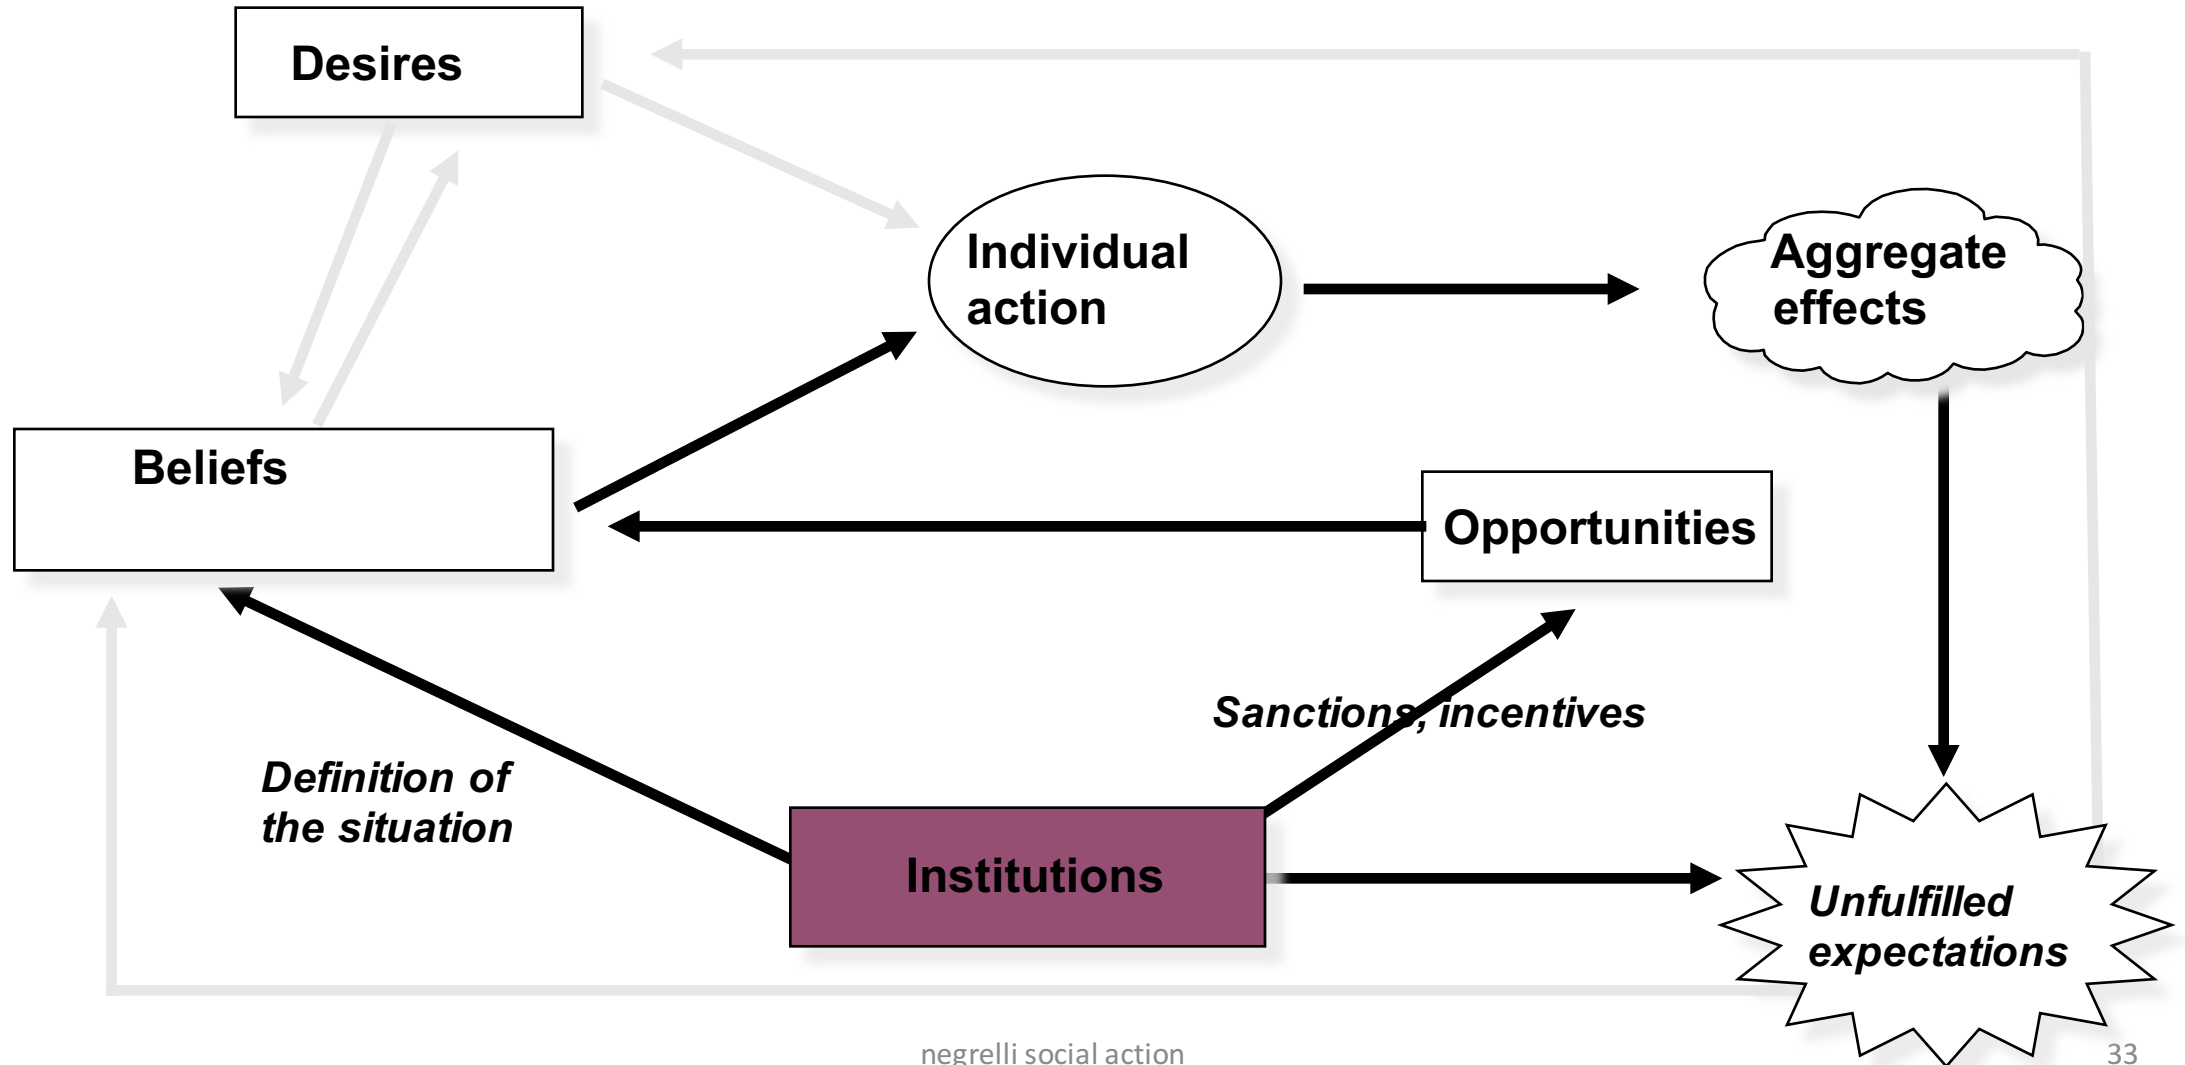 Desires
Individual
action
Aggregate
effects
Beliefs
Opportunities
Sanctions, incentives
Definition of
the situation
Institutions
Unfulfilled
expectations
negrelli social action
33